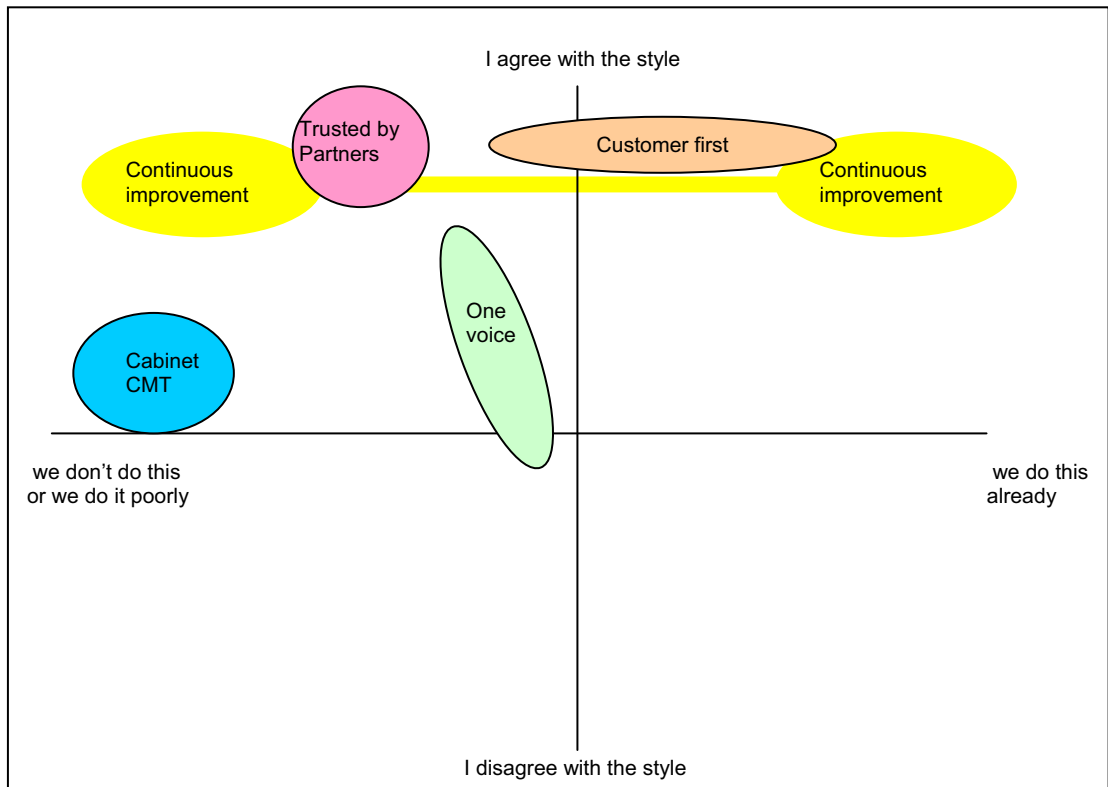 I agree with the style
Trusted by
Partners
Customer first
Continuous
improvement
Continuous
improvement
One
voice
Cabinet
CMT
we don't do this
or we do it poorly
we do this
already
I disagree with the style